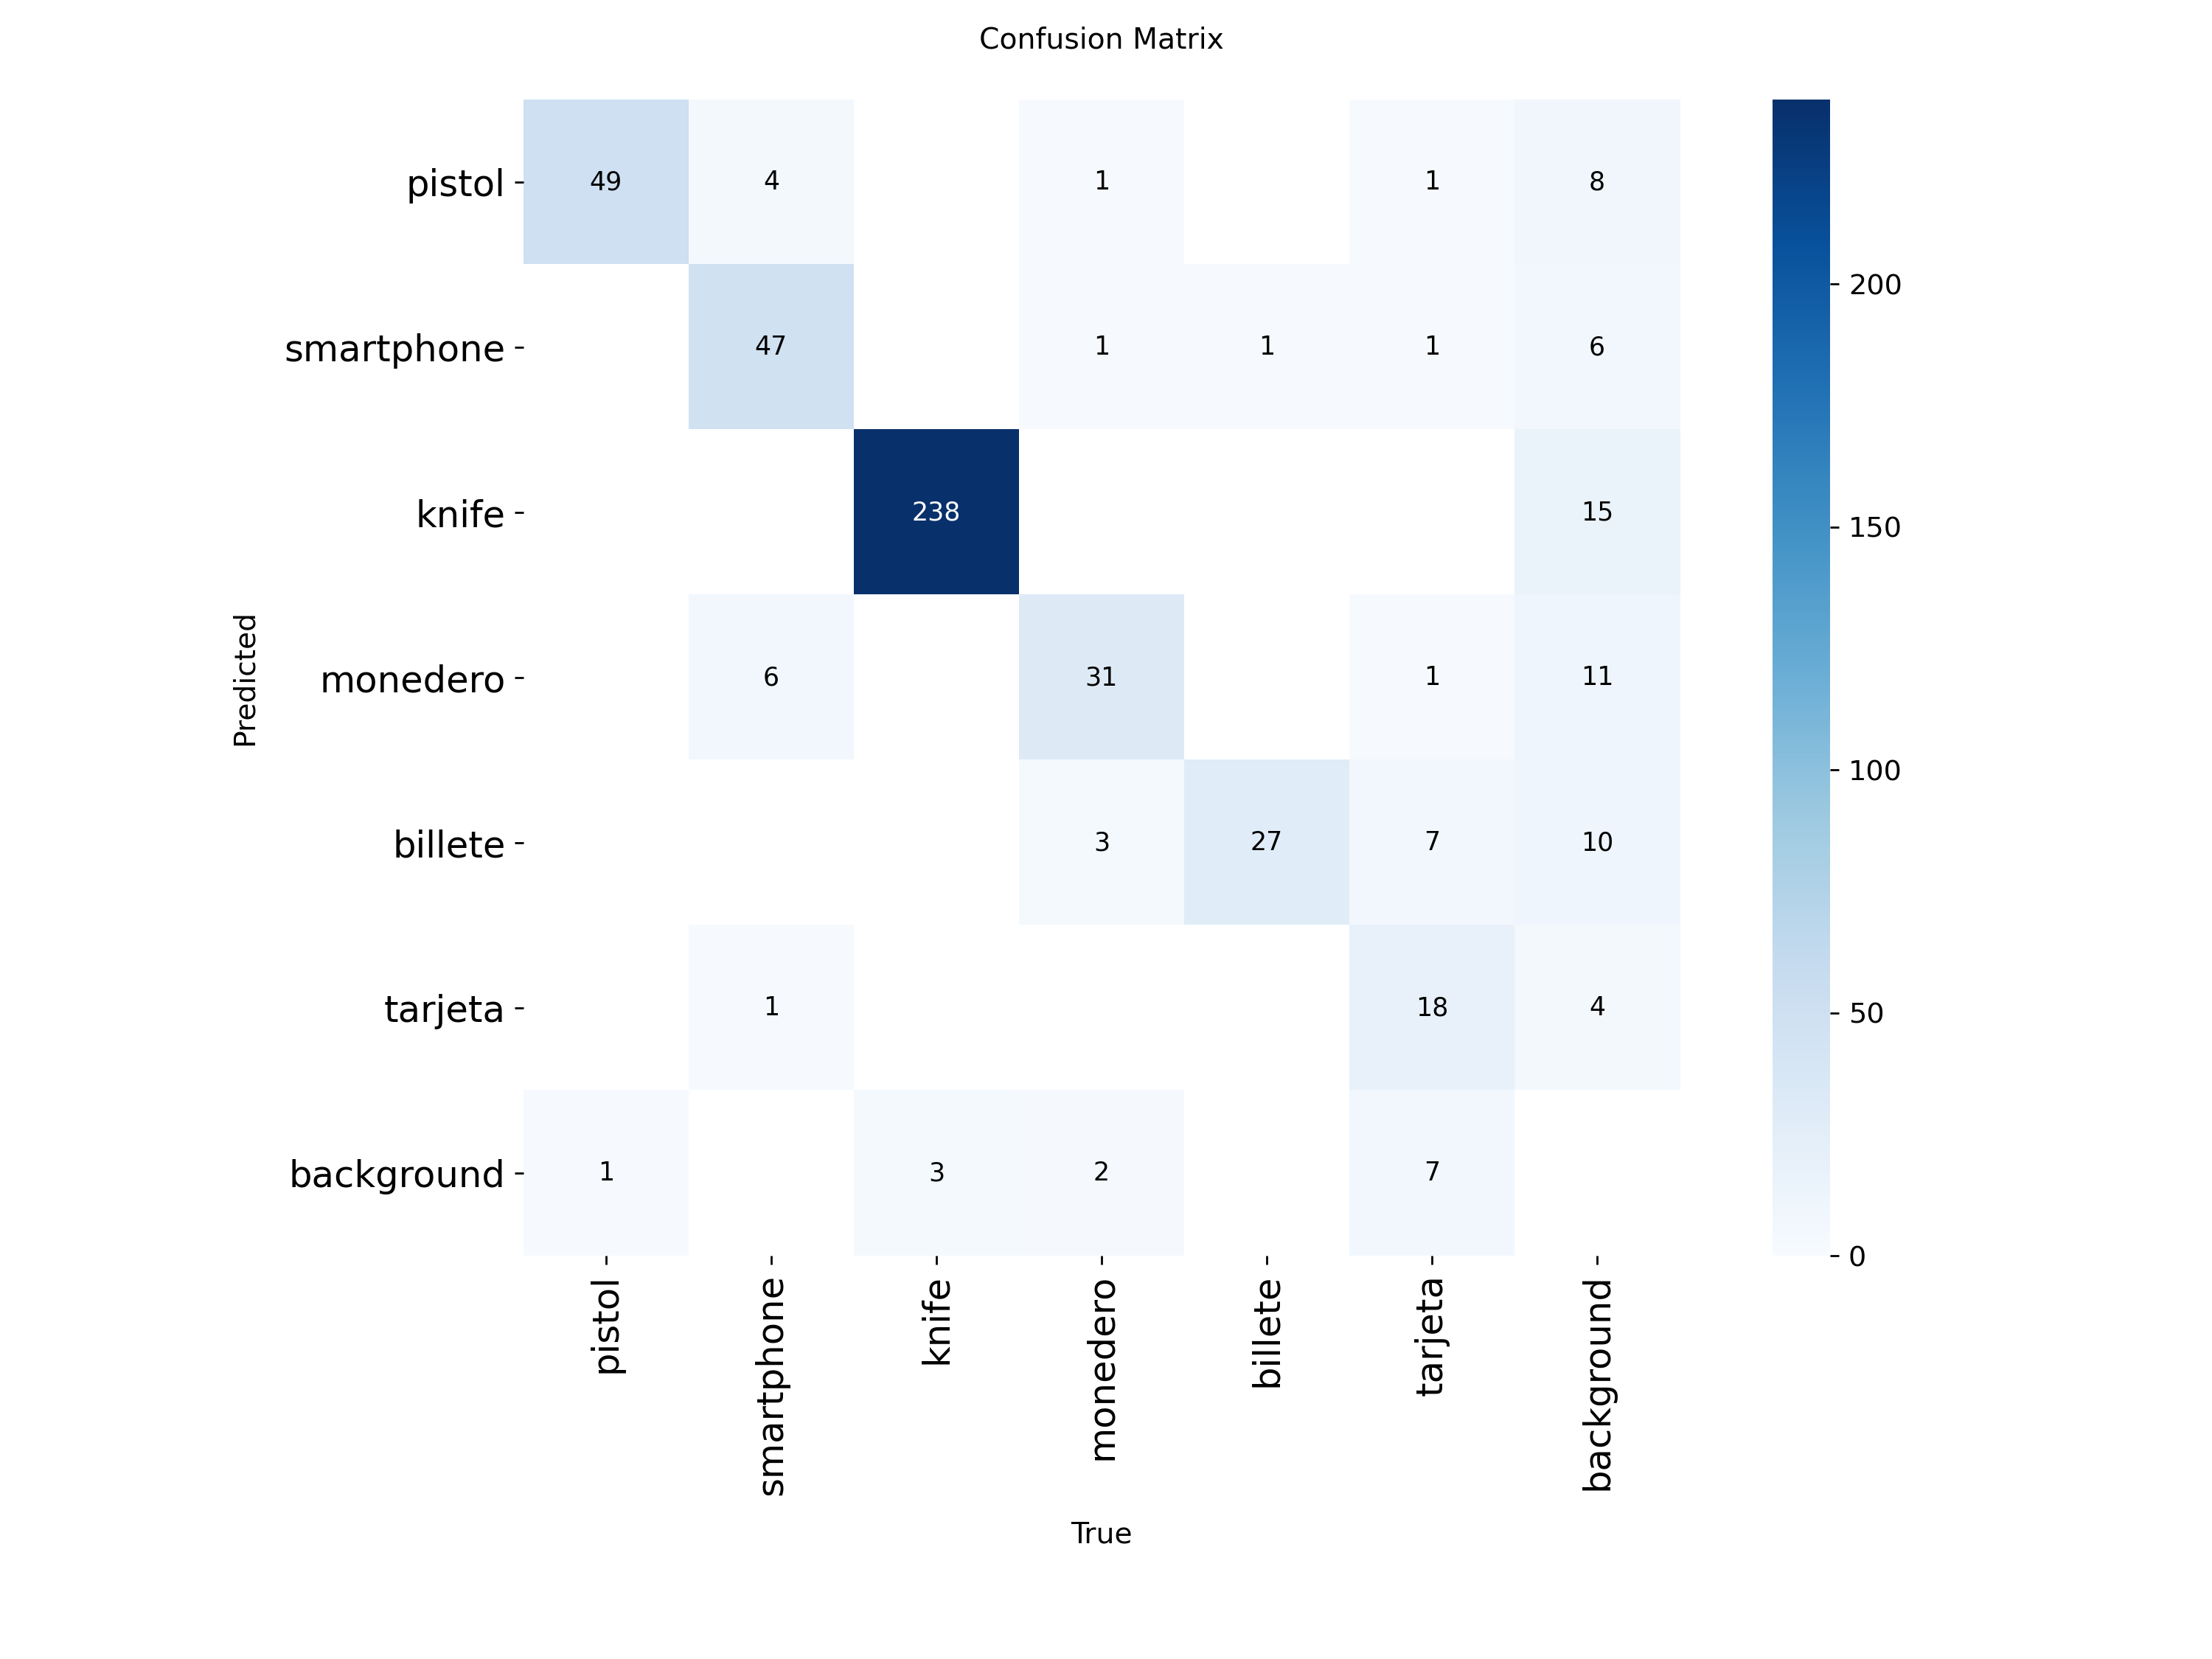 Confusion Matrix
pistol 49 4 1 1 8
smartphone 47 1 1 1 6
knife 238 15
monedero 6 31 1 11
billete 3 27 7 10
tarjeta 1 18 4
background 1 3 2 7
Predicted
pistol smartphone knife monedero billete tarjeta background
True
200
150
100
50
0